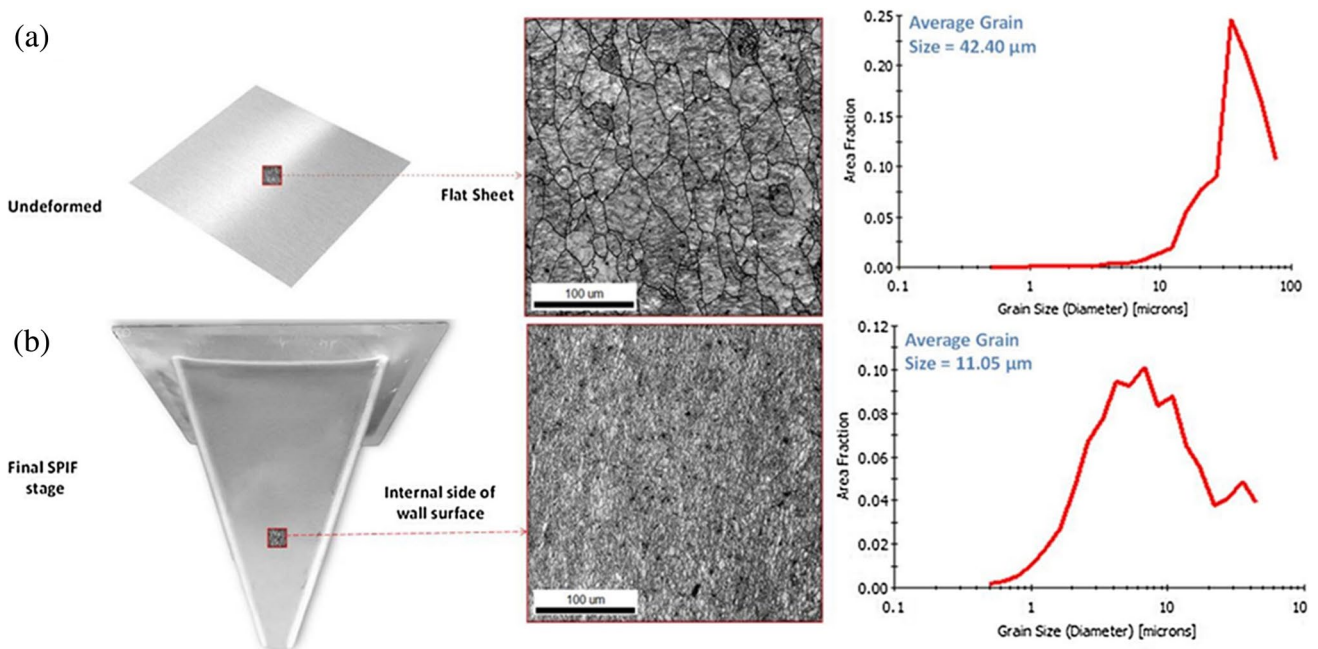 (a)
Undeformed
Flat Sheet
100 um
Average Grain
Size = 42.40 µm
Area Fraction
0.25
0.20
0.15
0.10
0.05
0.00
0.1
1
10
100
Grain Size (Diameter) [microns]
(b)
Final SPIF
stage
Internal side of
wall surface
100 um
Average Grain
Size = 11.05 µm
Area Fraction
0.12
0.10
0.08
0.06
0.04
0.02
0.00
0.1
1
10
10
Grain Size (Diameter) [microns]